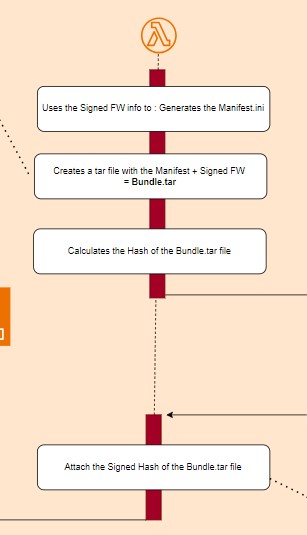 Uses the Signed FW info to : Generates the Manifest.ini
Creates a tar file with the Manifest + Signed FW
= Bundle.tar
Calculates the Hash of the Bundle.tar file
Attach the Signed Hash of the Bundle.tar file